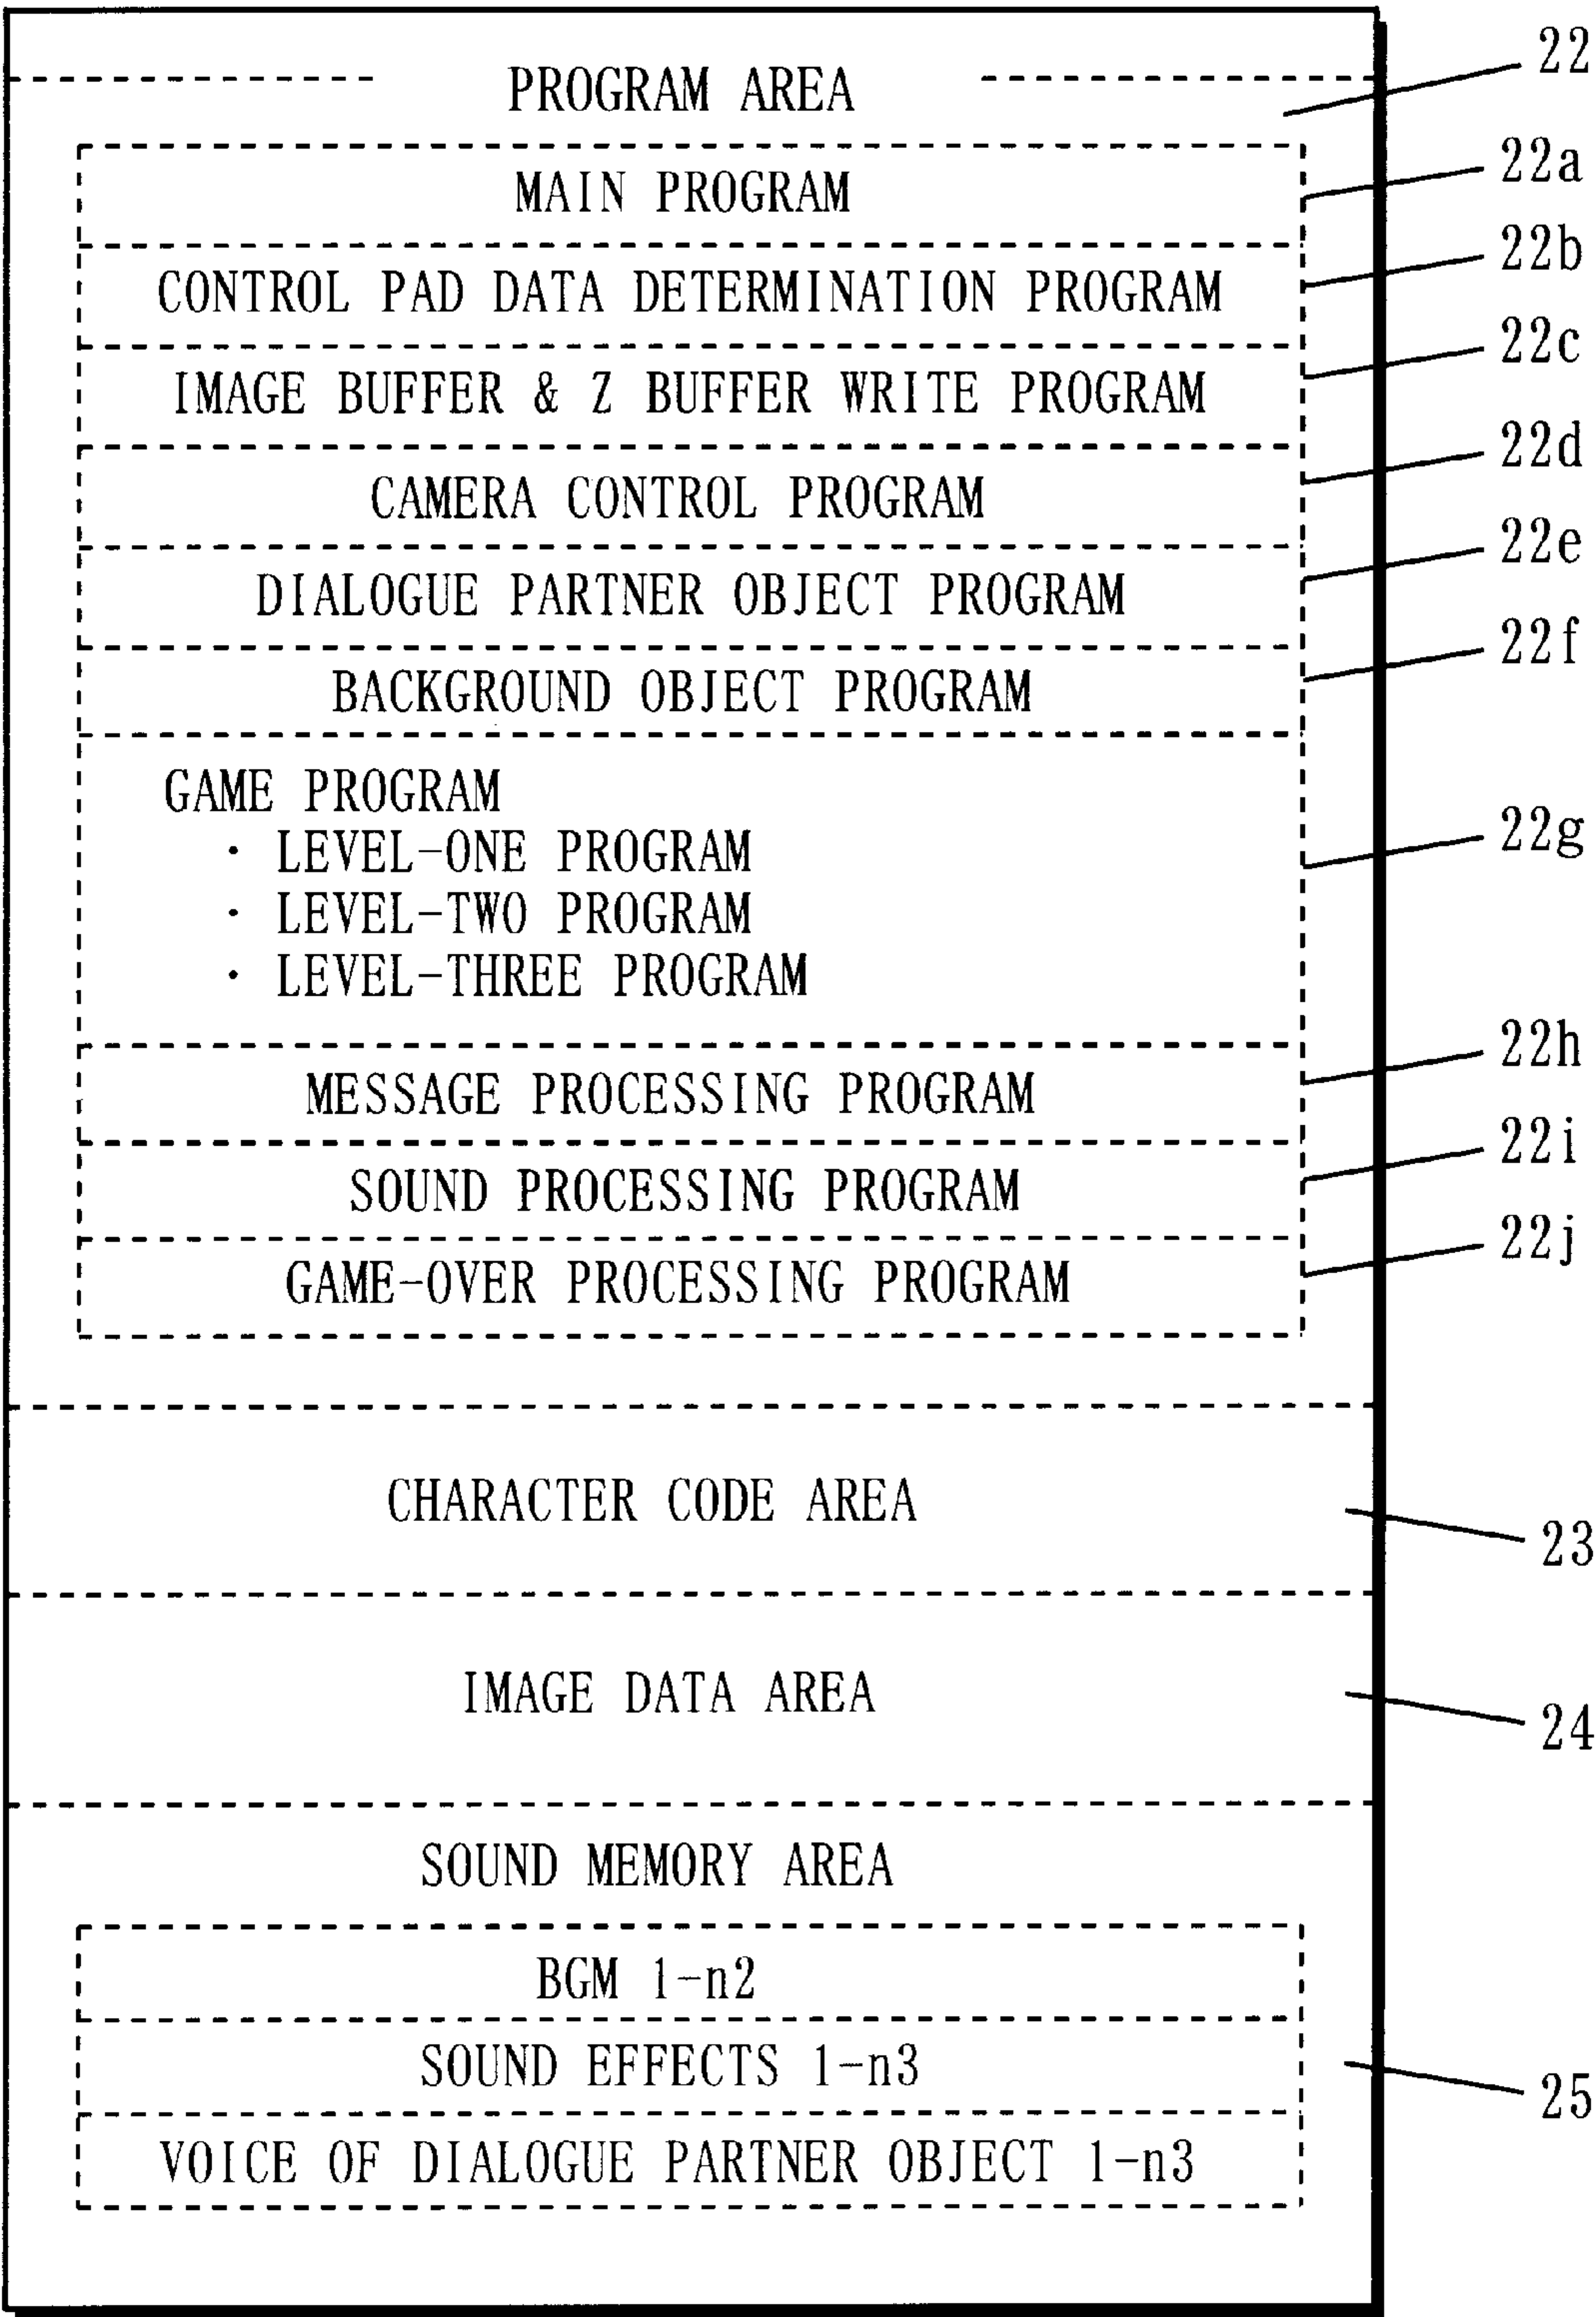 PROGRAM AREA 22
MAIN PROGRAM 22a
CONTROL PAD DATA DETERMINATION PROGRAM 22b
IMAGE BUFFER & Z BUFFER WRITE PROGRAM 22c
CAMERA CONTROL PROGRAM 22d
DIALOGUE PARTNER OBJECT PROGRAM 22e
BACKGROUND OBJECT PROGRAM 22f
GAME PROGRAM
· LEVEL-ONE PROGRAM 22g
· LEVEL-TWO PROGRAM
· LEVEL-THREE PROGRAM
MESSAGE PROCESSING PROGRAM 22h
SOUND PROCESSING PROGRAM 22i
GAME-OVER PROCESSING PROGRAM 22j
CHARACTER CODE AREA 23
IMAGE DATA AREA 24
SOUND MEMORY AREA
BGM 1-n2
SOUND EFFECTS 1-n3 25
VOICE OF DIALOGUE PARTNER OBJECT 1-n3